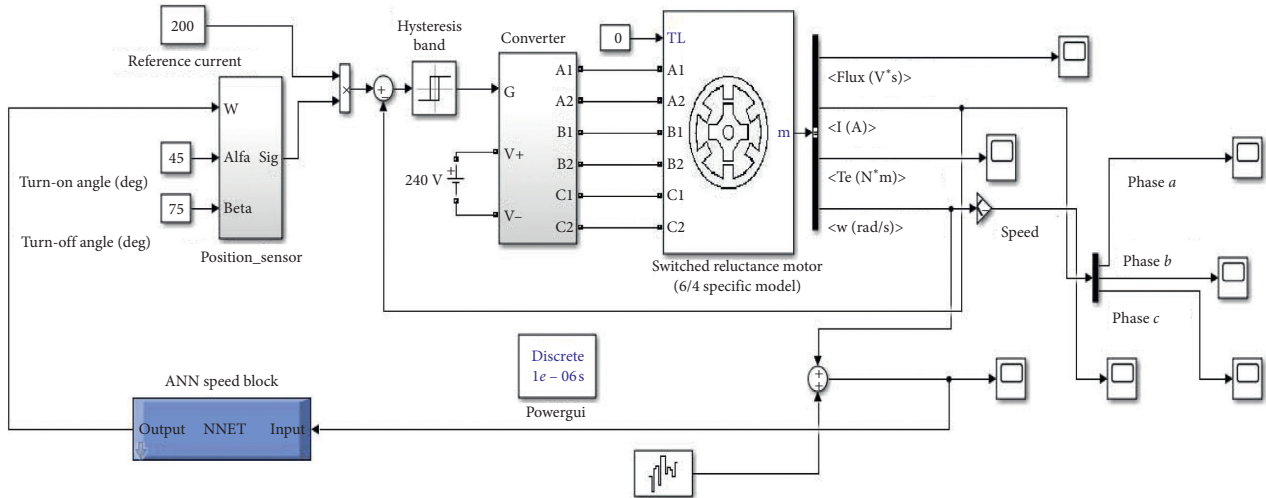 200
Reference current
W
Alfa
Sig
Beta
45
Turn-on angle (deg)
75
Turn-off angle (deg)
Position_sensor
×
+
−
Hysteresis
band
Converter
G
V+
V−
240 V
+
A1
A2
B1
B2
C1
C2
0
TL
A1
A2
B1
B2
C1
C2
m
Switched reluctance motor
(6/4 specific model)
<Flux (V*s)>
<I (A)>
<Te (N*m)>
<w (rad/s)>
Speed
Phase a
Phase b
Phase c
Discrete
1e – 06 s
Powergui
+
+
ANN speed block
Output
NNET
Input